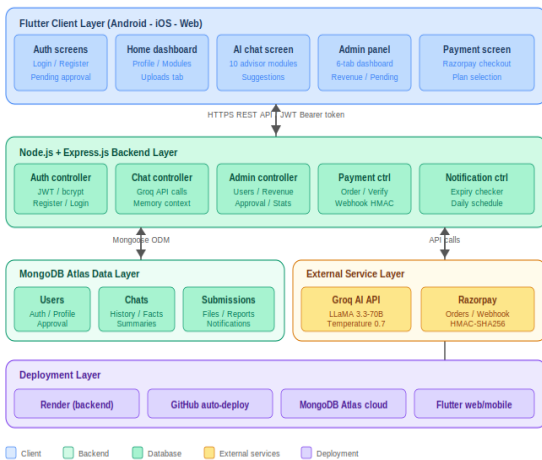 Flutter Client Layer (Android - iOS - Web)
Auth screens
Login / Register
Pending approval
Home dashboard
Profile / Modules
Uploads tab
AI chat screen
10 advisor modules
Suggestions
Admin panel
6-tab dashboard
Revenue / Pending
Payment screen
Razorpay checkout
Plan selection
HTTPS REST API JWT Bearer token
Node.js + Express.js Backend Layer
Auth controller
JWT / bcrypt
Register / Login
Chat controller
Groq API calls
Memory context
Admin controller
Users / Revenue
Approval / Stats
Payment ctrl
Order / Verify
Webhook HMAC
Notification ctrl
Expiry checker
Daily schedule
Mongoose ODM
API calls
MongoDB Atlas Data Layer
Users
Auth / Profile
Approval
Chats
History / Facts
Summaries
Submissions
Files / Reports
Notifications
External Service Layer
Groq AI API
LLaMA 3.3-70B
Temperature 0.7
Razorpay
Orders / Webhook
HMAC-SHA256
Deployment Layer
Render (backend)
GitHub auto-deploy
MongoDB Atlas cloud
Flutter web/mobile
Client
Backend
Database
External services
Deployment